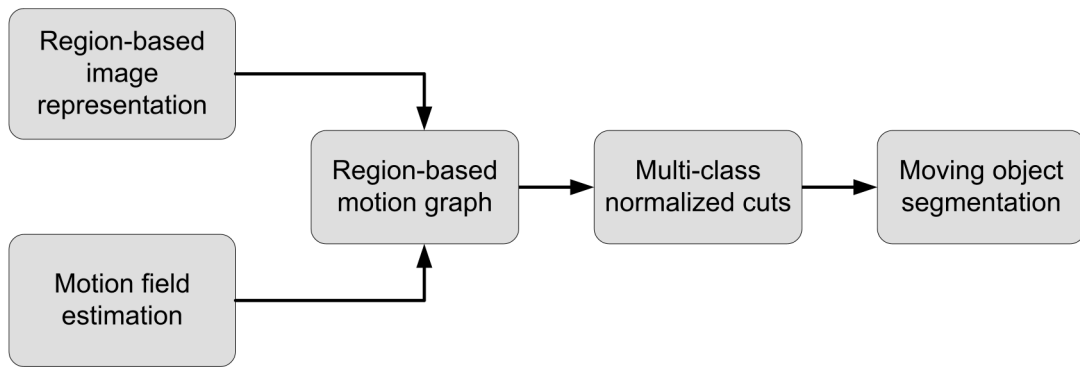 Region-based
image
representation
Motion field
estimation
Region-based
motion graph
Multi-class
normalized cuts
Moving object
segmentation